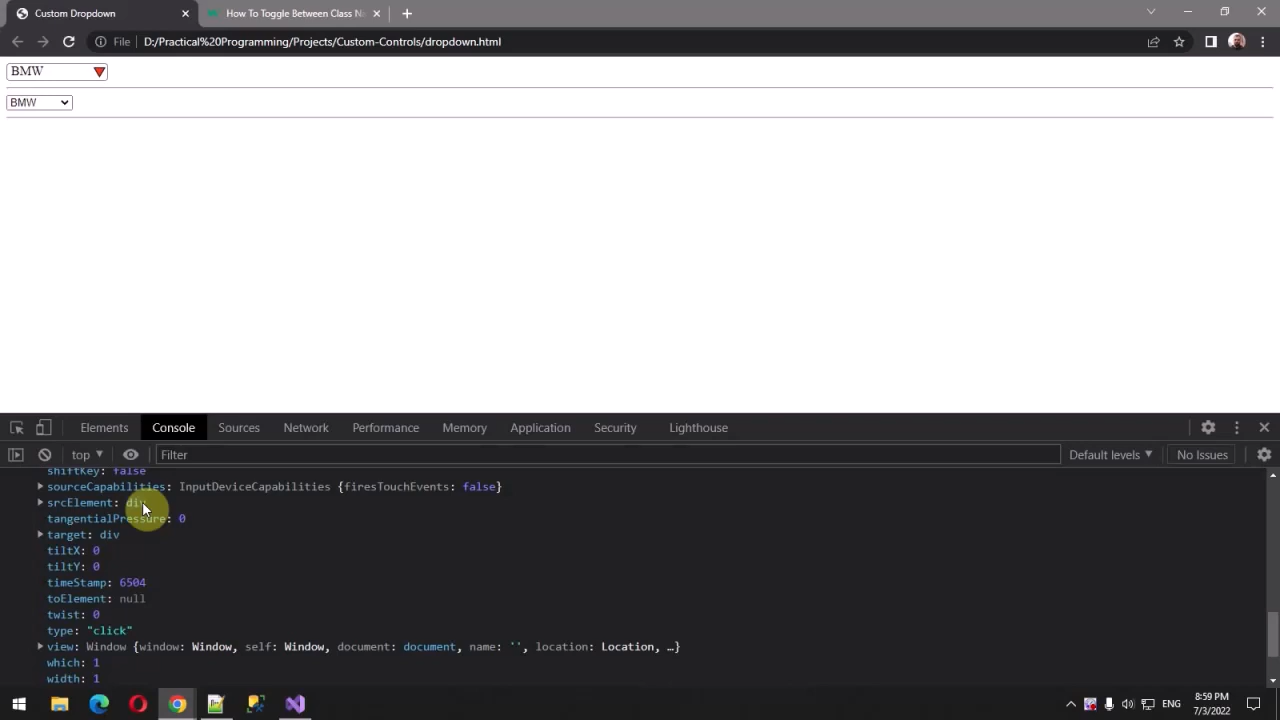 Custom Dropdown
How To Toggle Between Class Na
File
D:/Practical%20Programming/Projects/Custom-Controls/dropdown.html
BMW
BMW
Elements Console Sources Network Performance Memory Application Security Lighthouse
top Filter Default levels No Issues
shiftKey: false
sourceCapabilities: InputDeviceCapabilities {firesTouchEvents: false}
srcElement: div
tangentialPressure: 0
target: div
tiltX: 0
tiltY: 0
timeStamp: 6504
toElement: null
twist: 0
type: "click"
view: Window {window: Window, self: Window, document: document, name: '', location: Location, …}
which: 1
width: 1
ENG
8:59 PM
7/3/2022